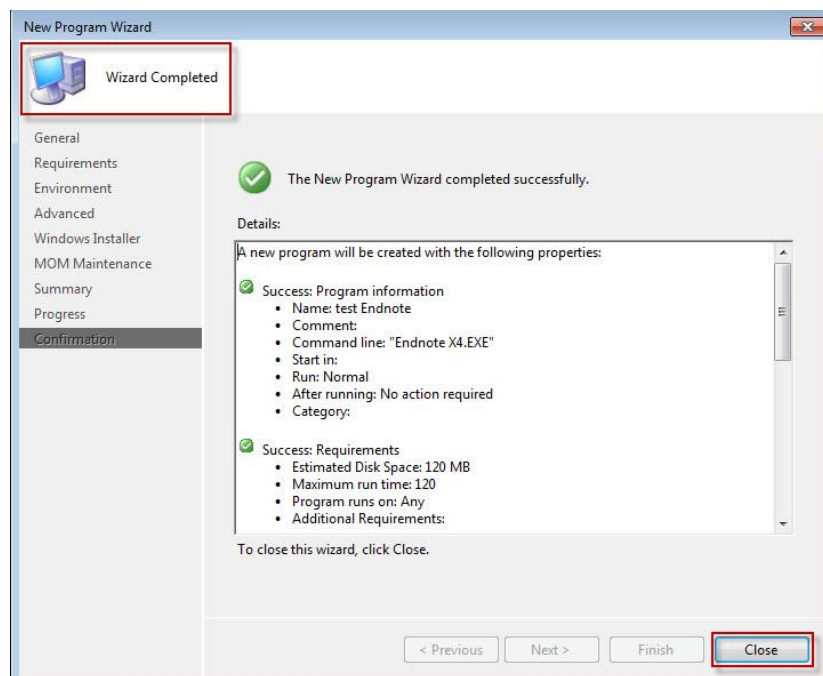 New Program Wizard
Wizard Completed
General
Requirements
Environment
Advanced
Windows Installer
MOM Maintenance
Summary
Progress
Confirmation
The New Program Wizard completed successfully.
Details:
A new program will be created with the following properties:
Success: Program information
• Name: test Endnote
• Comment:
• Command line: "Endnote X4.EXE"
• Start in:
• Run: Normal
• After running: No action required
• Category:
Success: Requirements
• Estimated Disk Space: 120 MB
• Maximum run time: 120
• Program runs on: Any
• Additional Requirements:
To close this wizard, click Close.
< Previous Next > Finish Close